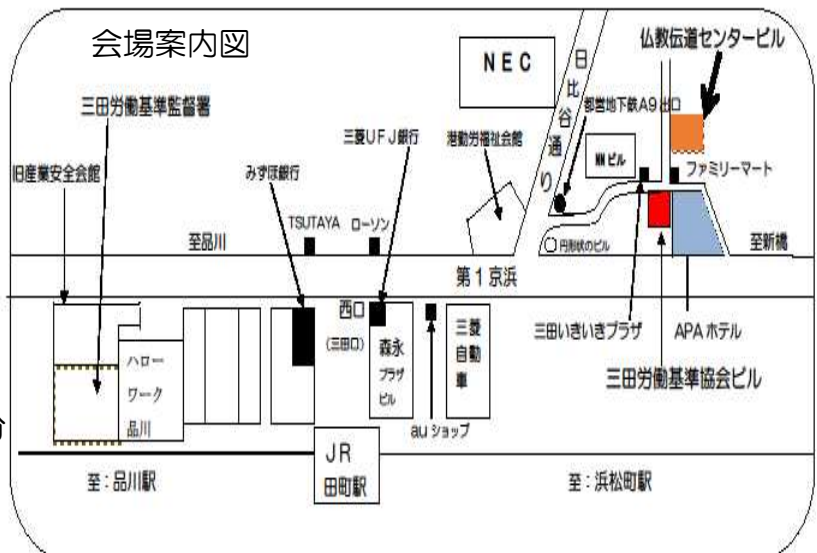 会場案内図
NEC
日比谷通り
仏教伝道センタービル
三田労働基準監督署
都営地下鉄A9出口
三菱UFJ銀行
港勤労福祉会館
NNビル
ファミリーマート
旧産業安全会館
みずほ銀行
TSUTAYA
ローソン
至品川
円形状のビル
至新橋
第1京浜
西口
(三田口)
森永
プラザ
ビル
三菱
自動車
三田いきいきプラザ
APAホテル
三田労働基準協会ビル
ハロー
ワーク
品川
auショップ
JR
田町駅
至:品川駅
至:浜松町駅